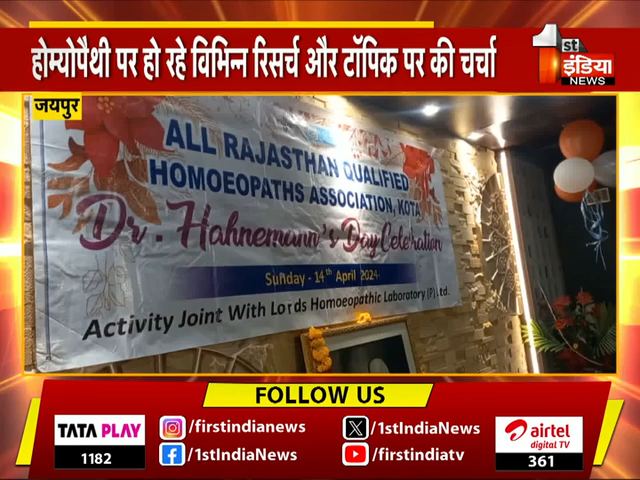 होम्योपैथी पर हो रहे विभिन्न रिसर्च और टॉपिक पर की चर्चा
1st
इंडिया
NEWS
जयपुर
ALL RAJASTHAN QUALIFIED
HOMOEOPATHS ASSOCIATION, KOTA
Dr. Hahnemann's Day Celebration
Sunday - 14th April 2024
Activity Joint With Lords Homoeopathic Laboratory (P) Ltd.
FOLLOW US
TATA PLAY
1182
/firstindianews
/1stIndiaNews
/1stIndiaNews
/firstindiatv
airtel
digital TV
361